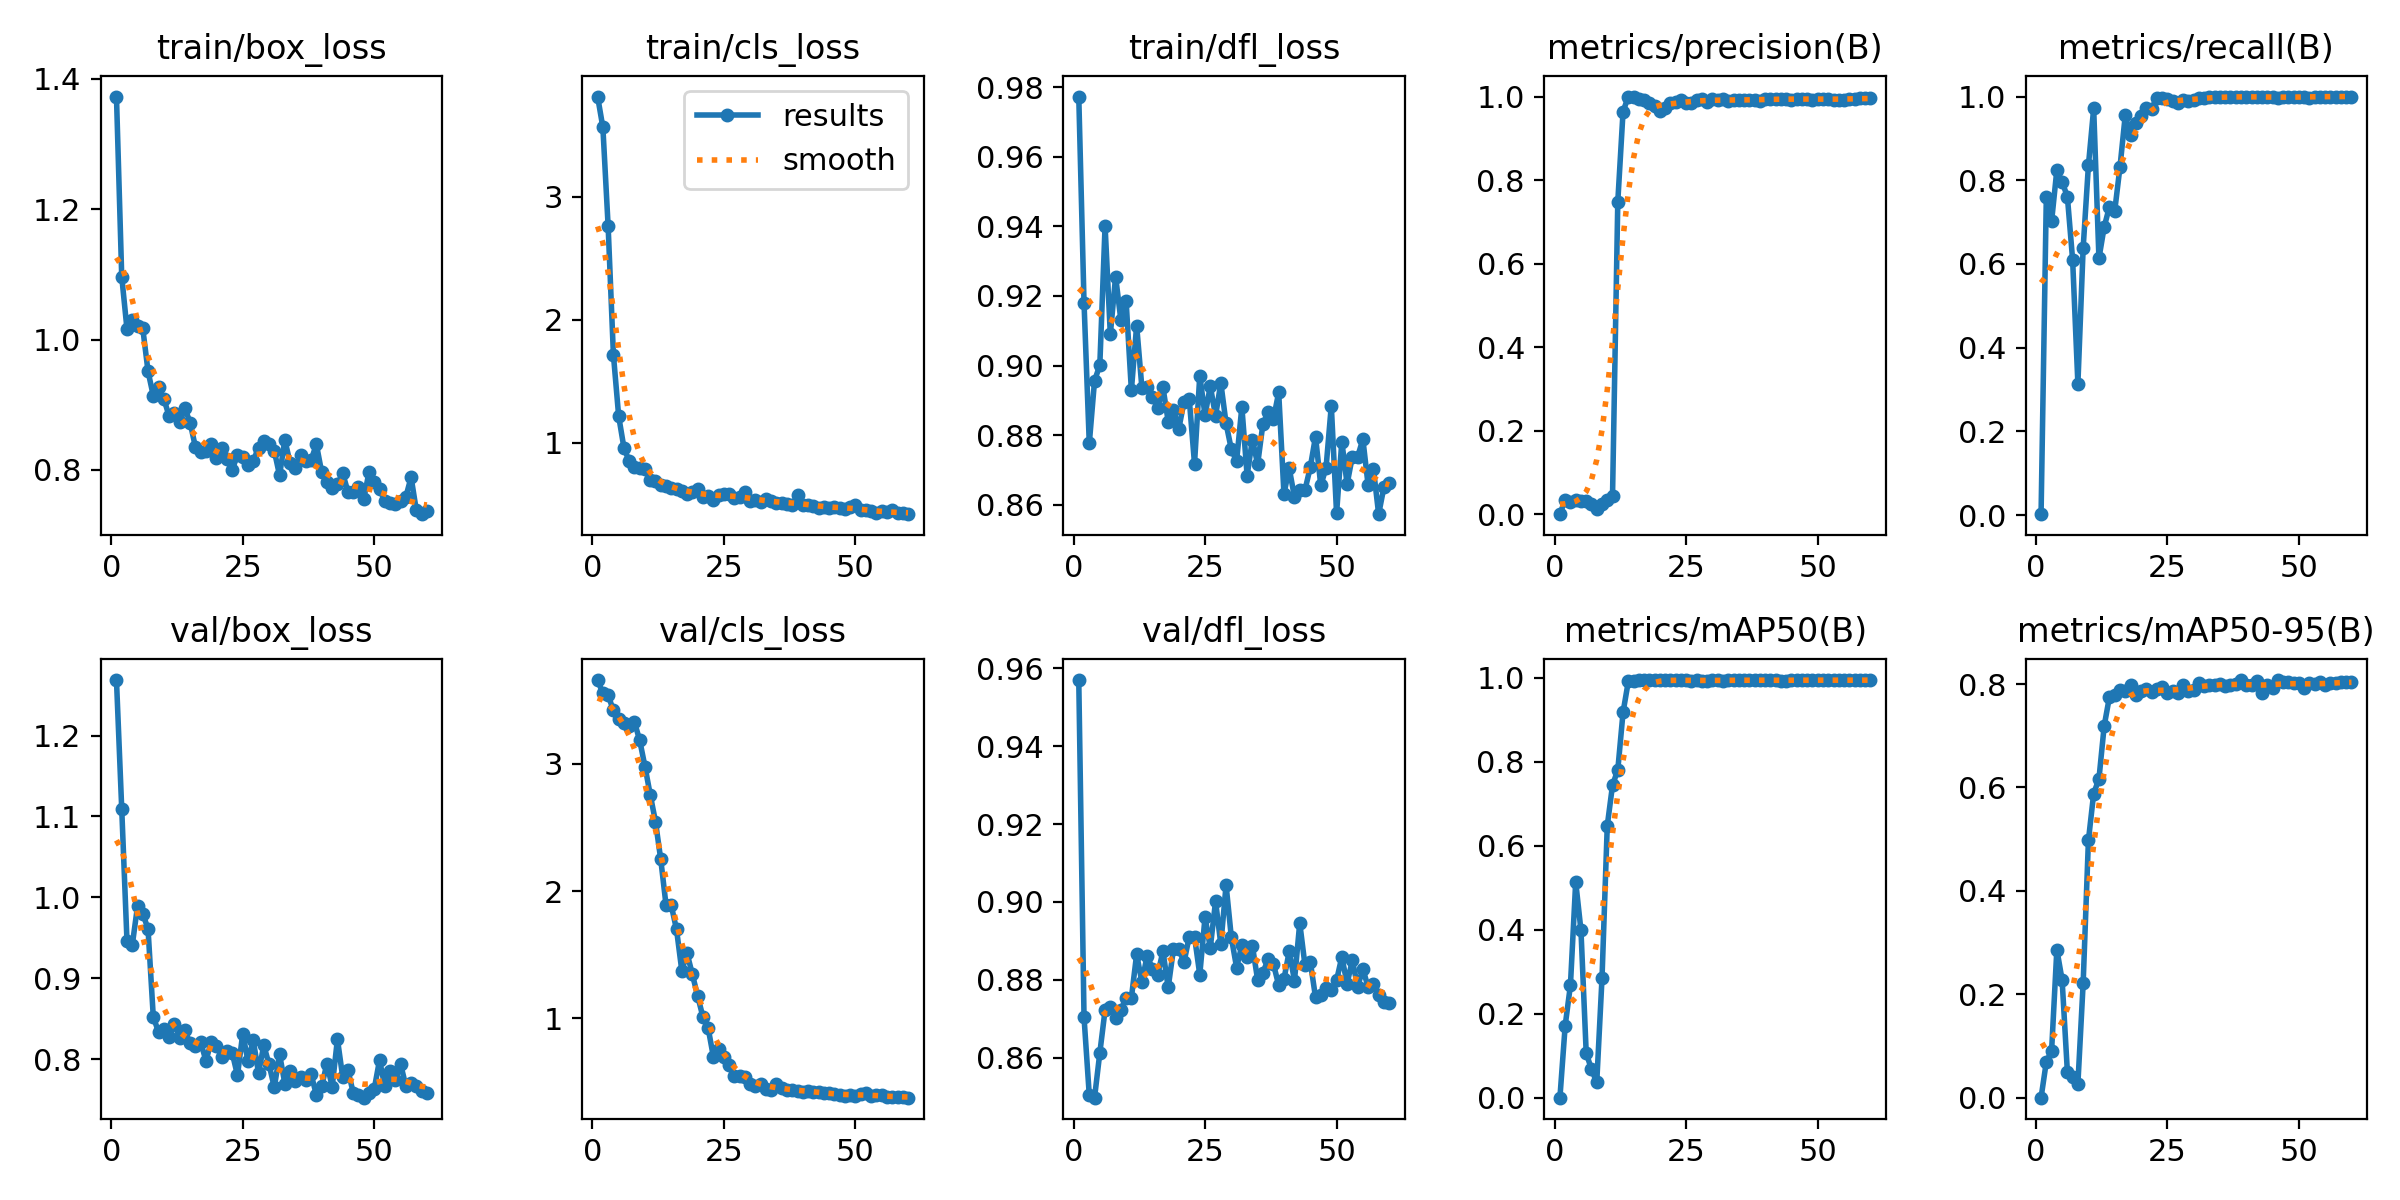 train/box_loss
1.4
1.2
1.0
0.8
0 25 50
train/cls_loss
results
smooth
3
2
1
0 25 50
train/dfl_loss
0.98
0.96
0.94
0.92
0.90
0.88
0.86
0 25 50
metrics/precision(B)
1.0
0.8
0.6
0.4
0.2
0.0
0 25 50
metrics/recall(B)
1.0
0.8
0.6
0.4
0.2
0.0
0 25 50
val/box_loss
1.2
1.1
1.0
0.9
0.8
0 25 50
val/cls_loss
3
2
1
0 25 50
val/dfl_loss
0.96
0.94
0.92
0.90
0.88
0.86
0 25 50
metrics/mAP50(B)
1.0
0.8
0.6
0.4
0.2
0.0
0 25 50
metrics/mAP50-95(B)
0.8
0.6
0.4
0.2
0.0
0 25 50